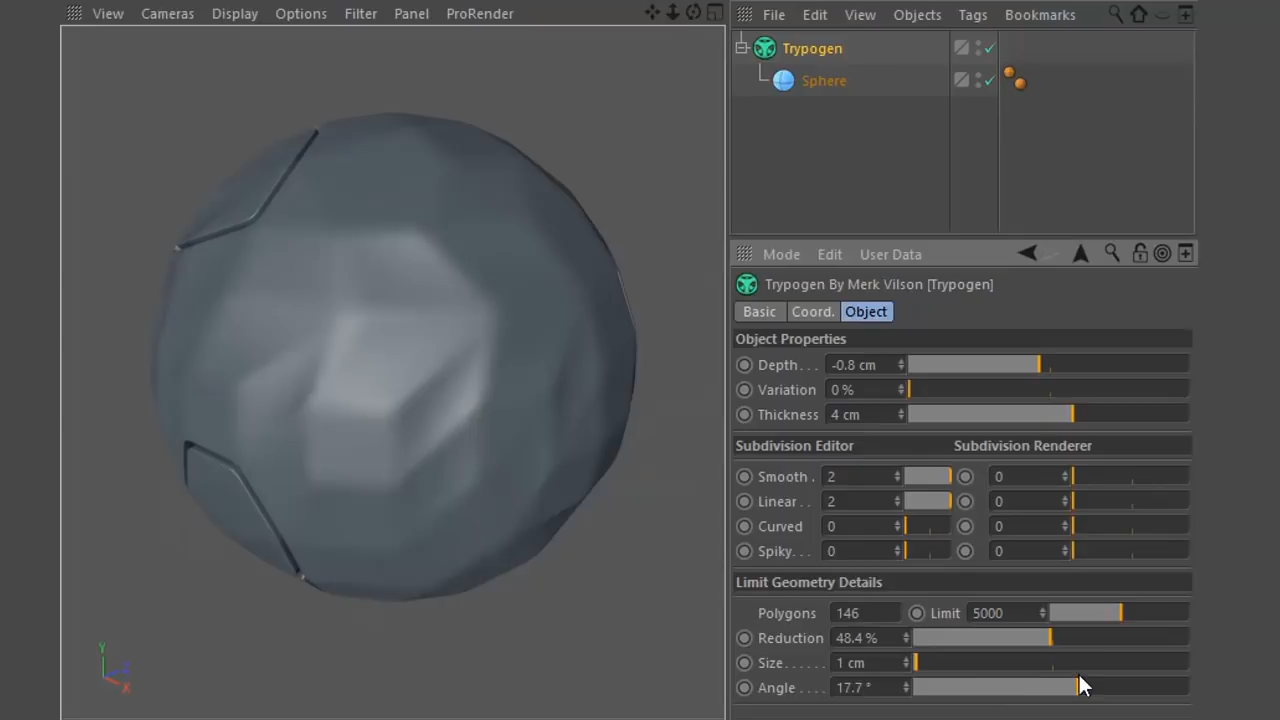 View Cameras Display Options Filter Panel ProRender
File Edit View Objects Tags Bookmarks
Trypogen
Sphere
Mode Edit User Data
Trypogen By Merk Vilson [Trypogen]
Basic Coord. Object
Object Properties
Depth... -0.8 cm
Variation 0 %
Thickness 4 cm
Subdivision Editor Subdivision Renderer
Smooth. 2 0
Linear.. 2 0
Curved 0 0
Spiky... 0 0
Limit Geometry Details
Polygons 146 Limit 5000
Reduction 48.4 %
Size...... 1 cm
Angle.... 17.7 °
Y
Z
X